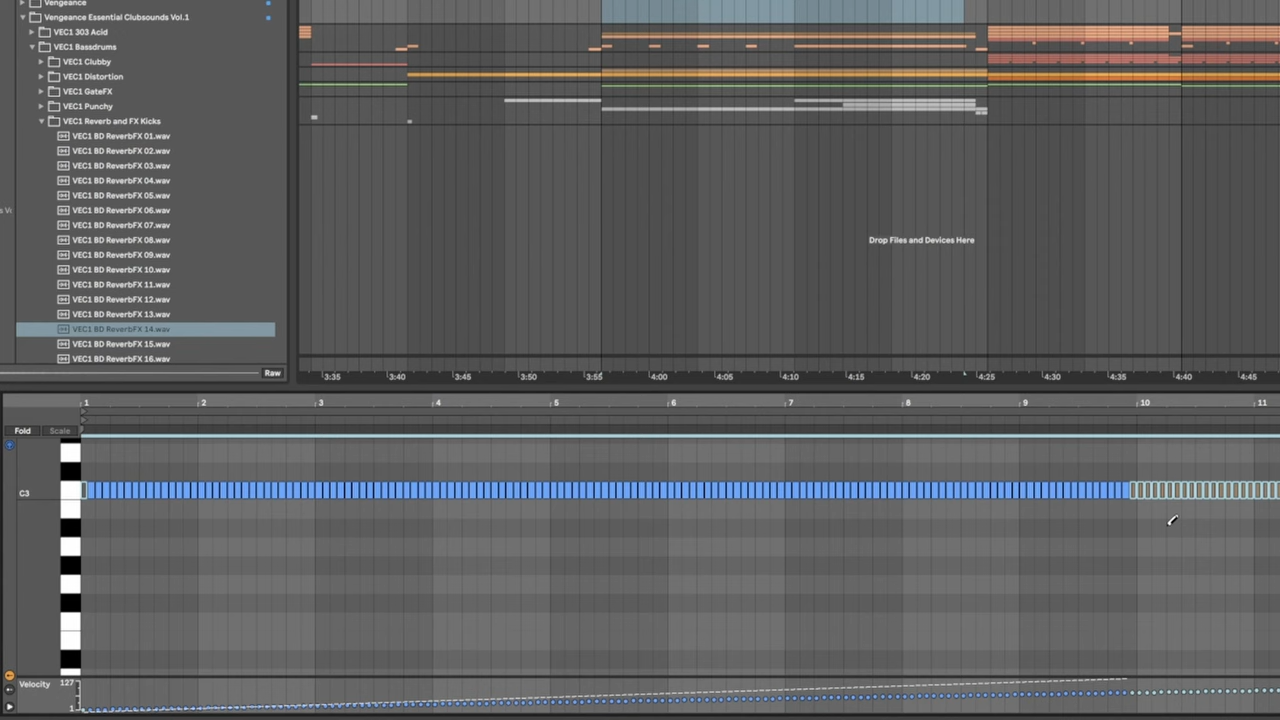 Vengeance
Vengeance Essential Clubsounds Vol.1
VEC1 303 Acid
VEC1 Bassdrums
VEC1 Clubby
VEC1 Distortion
VEC1 GateFX
VEC1 Punchy
VEC1 Reverb and FX Kicks
VEC1 BD ReverbFX 01.wav
VEC1 BD ReverbFX 02.wav
VEC1 BD ReverbFX 03.wav
VEC1 BD ReverbFX 04.wav
VEC1 BD ReverbFX 05.wav
VEC1 BD ReverbFX 06.wav
VEC1 BD ReverbFX 07.wav
VEC1 BD ReverbFX 08.wav
VEC1 BD ReverbFX 09.wav
VEC1 BD ReverbFX 10.wav
VEC1 BD ReverbFX 11.wav
VEC1 BD ReverbFX 12.wav
VEC1 BD ReverbFX 13.wav
VEC1 BD ReverbFX 14.wav
VEC1 BD ReverbFX 15.wav
VEC1 BD ReverbFX 16.wav
Raw
Drop Files and Devices Here
3:35 3:40 3:45 3:50 3:55 4:00 4:05 4:10 4:15 4:20 4:25 4:30 4:35 4:40 4:45
1 2 3 4 5 6 7 8 9 10 11
Fold Scale
C3
Velocity 127
1